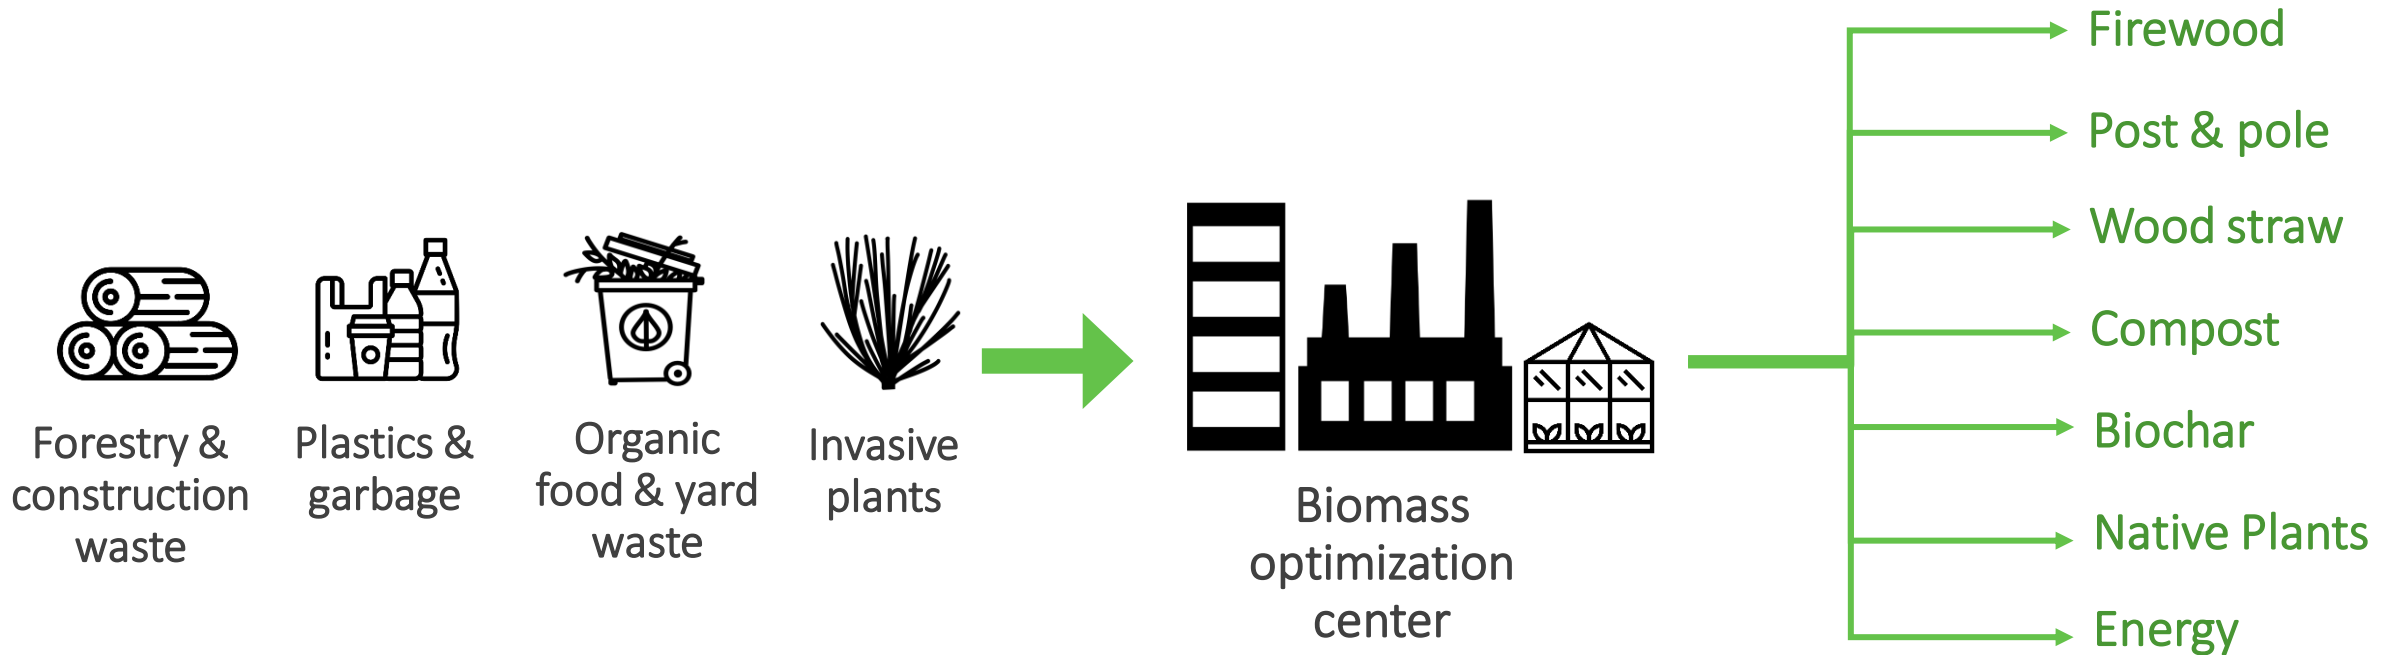 Forestry &
construction
waste
Plastics &
garbage
Organic
food & yard
waste
Invasive
plants
Biomass
optimization
center
Firewood
Post & pole
Wood straw
Compost
Biochar
Native Plants
Energy